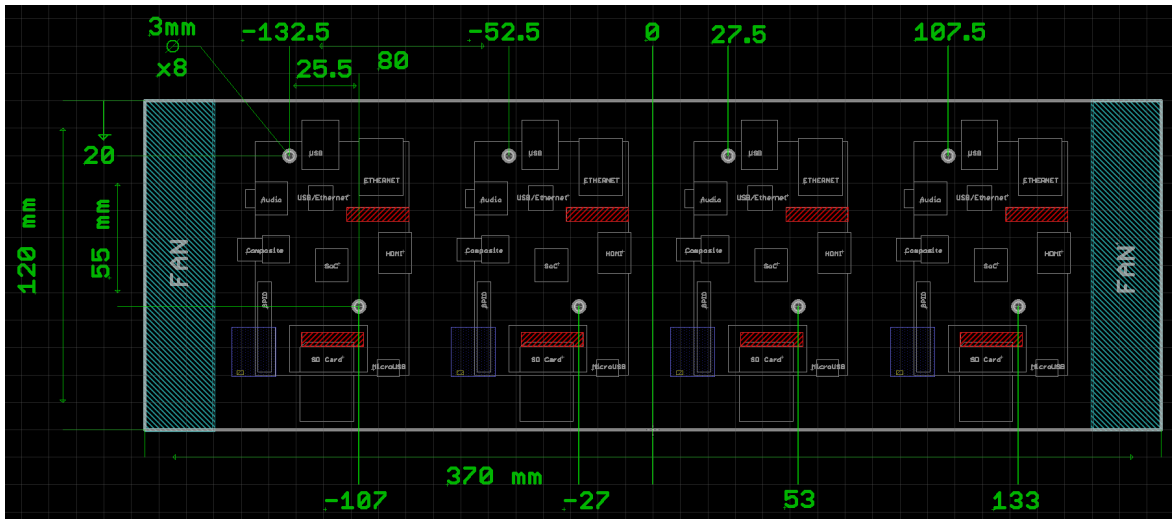 3mm
-132.5
-52.5
0
27.5
107.5
Ø
x8
80
25.5
20
120 mm
55 mm
FAN
FAN
USB
ETHERNET
Audio
USB/Ethernet
Composite
SoC
HDMI
GPIO
SD Card
MicroUSB
USB
ETHERNET
Audio
USB/Ethernet
Composite
SoC
HDMI
GPIO
SD Card
MicroUSB
USB
ETHERNET
Audio
USB/Ethernet
Composite
SoC
HDMI
GPIO
SD Card
MicroUSB
USB
ETHERNET
Audio
USB/Ethernet
Composite
SoC
HDMI
GPIO
SD Card
MicroUSB
370 mm
-107
-27
53
133